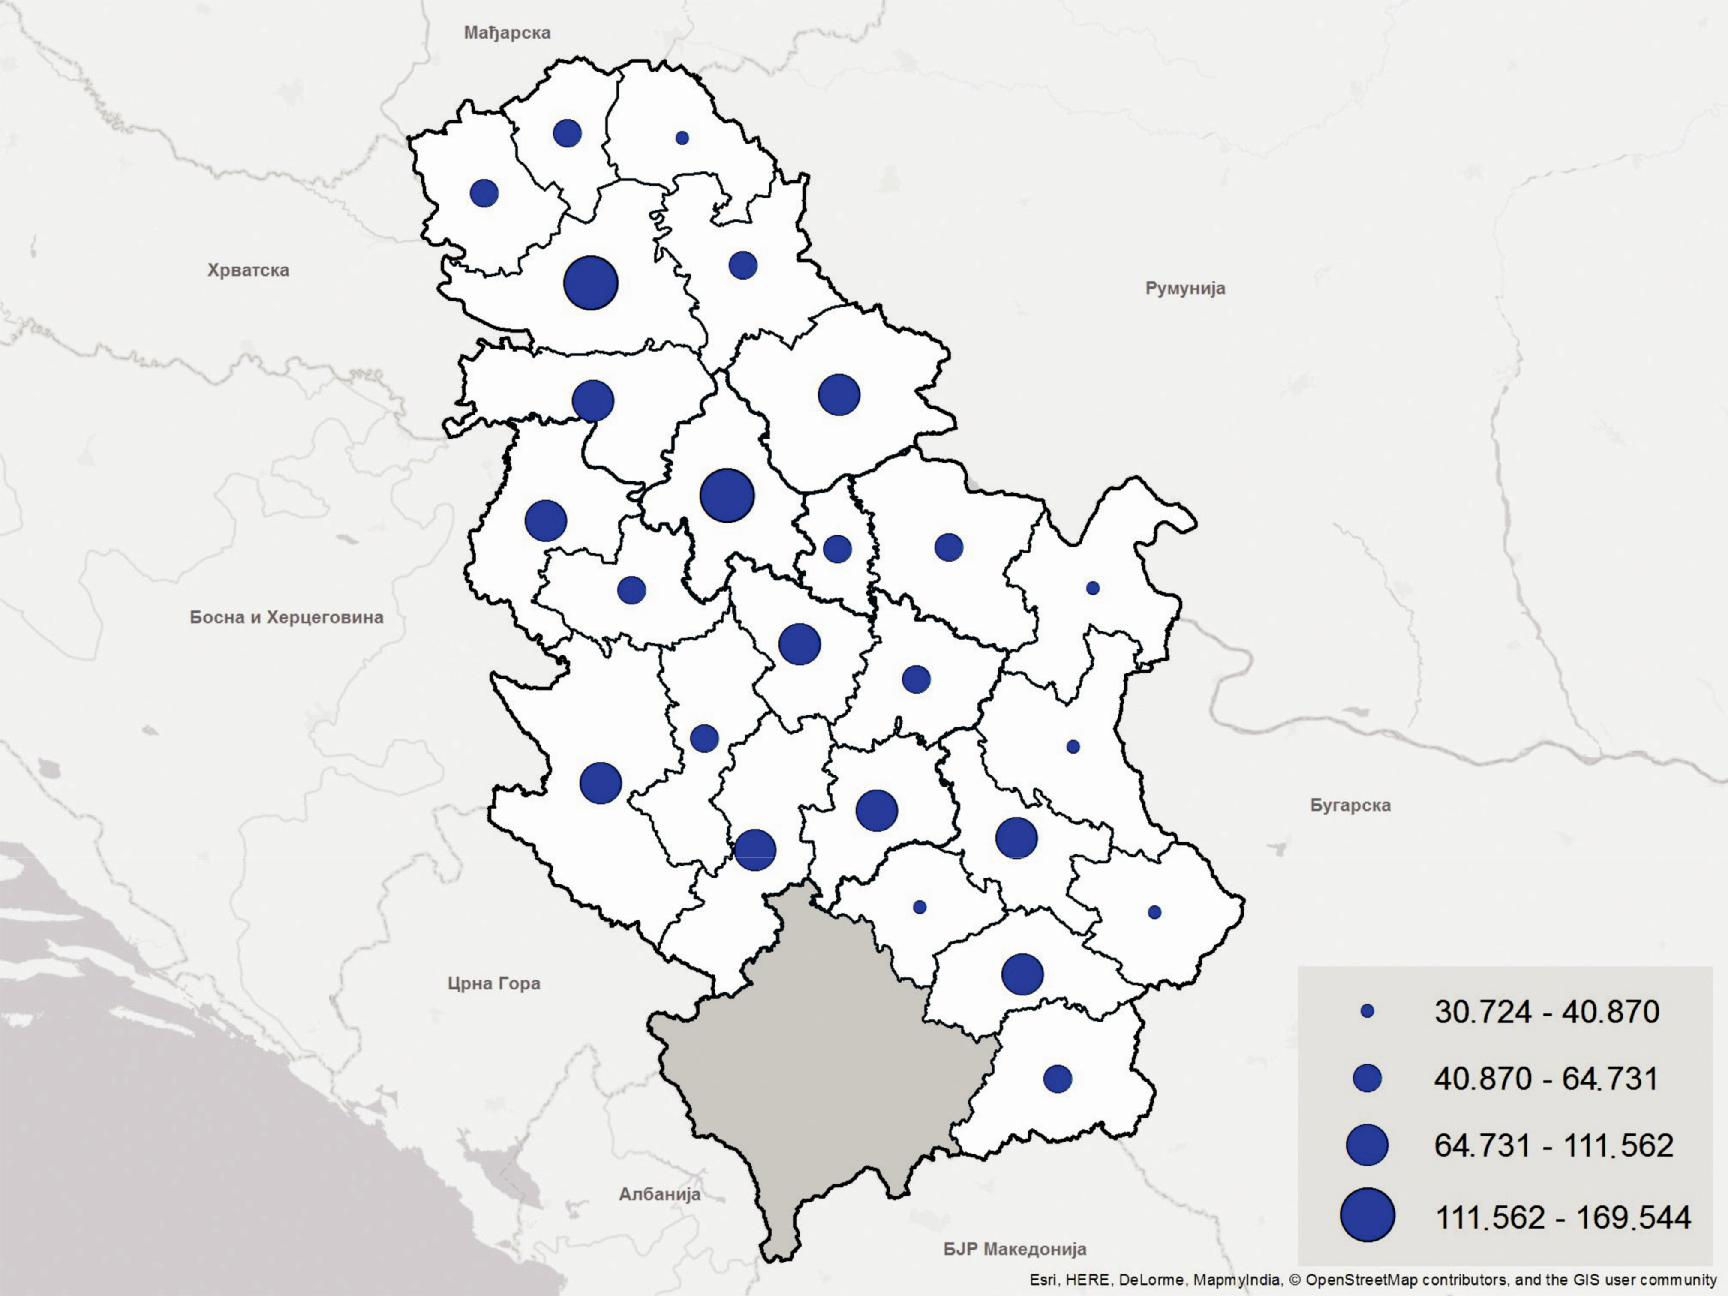 Мађарска
Хрватска
Румунија
Босна и Херцеговина
Бугарска
Црна Гора
Албанија
БЈР Македонија
30.724 - 40.870
40.870 - 64.731
64.731 - 111.562
111.562 - 169.544
Esri, HERE, DeLorme, MapmyIndia, © OpenStreetMap contributors, and the GIS user community